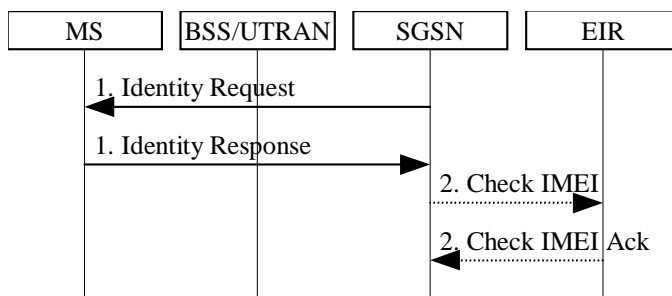 MS BSS/UTRAN SGSN EIR
1. Identity Request
1. Identity Response
2. Check IMEI
2. Check IMEI Ack